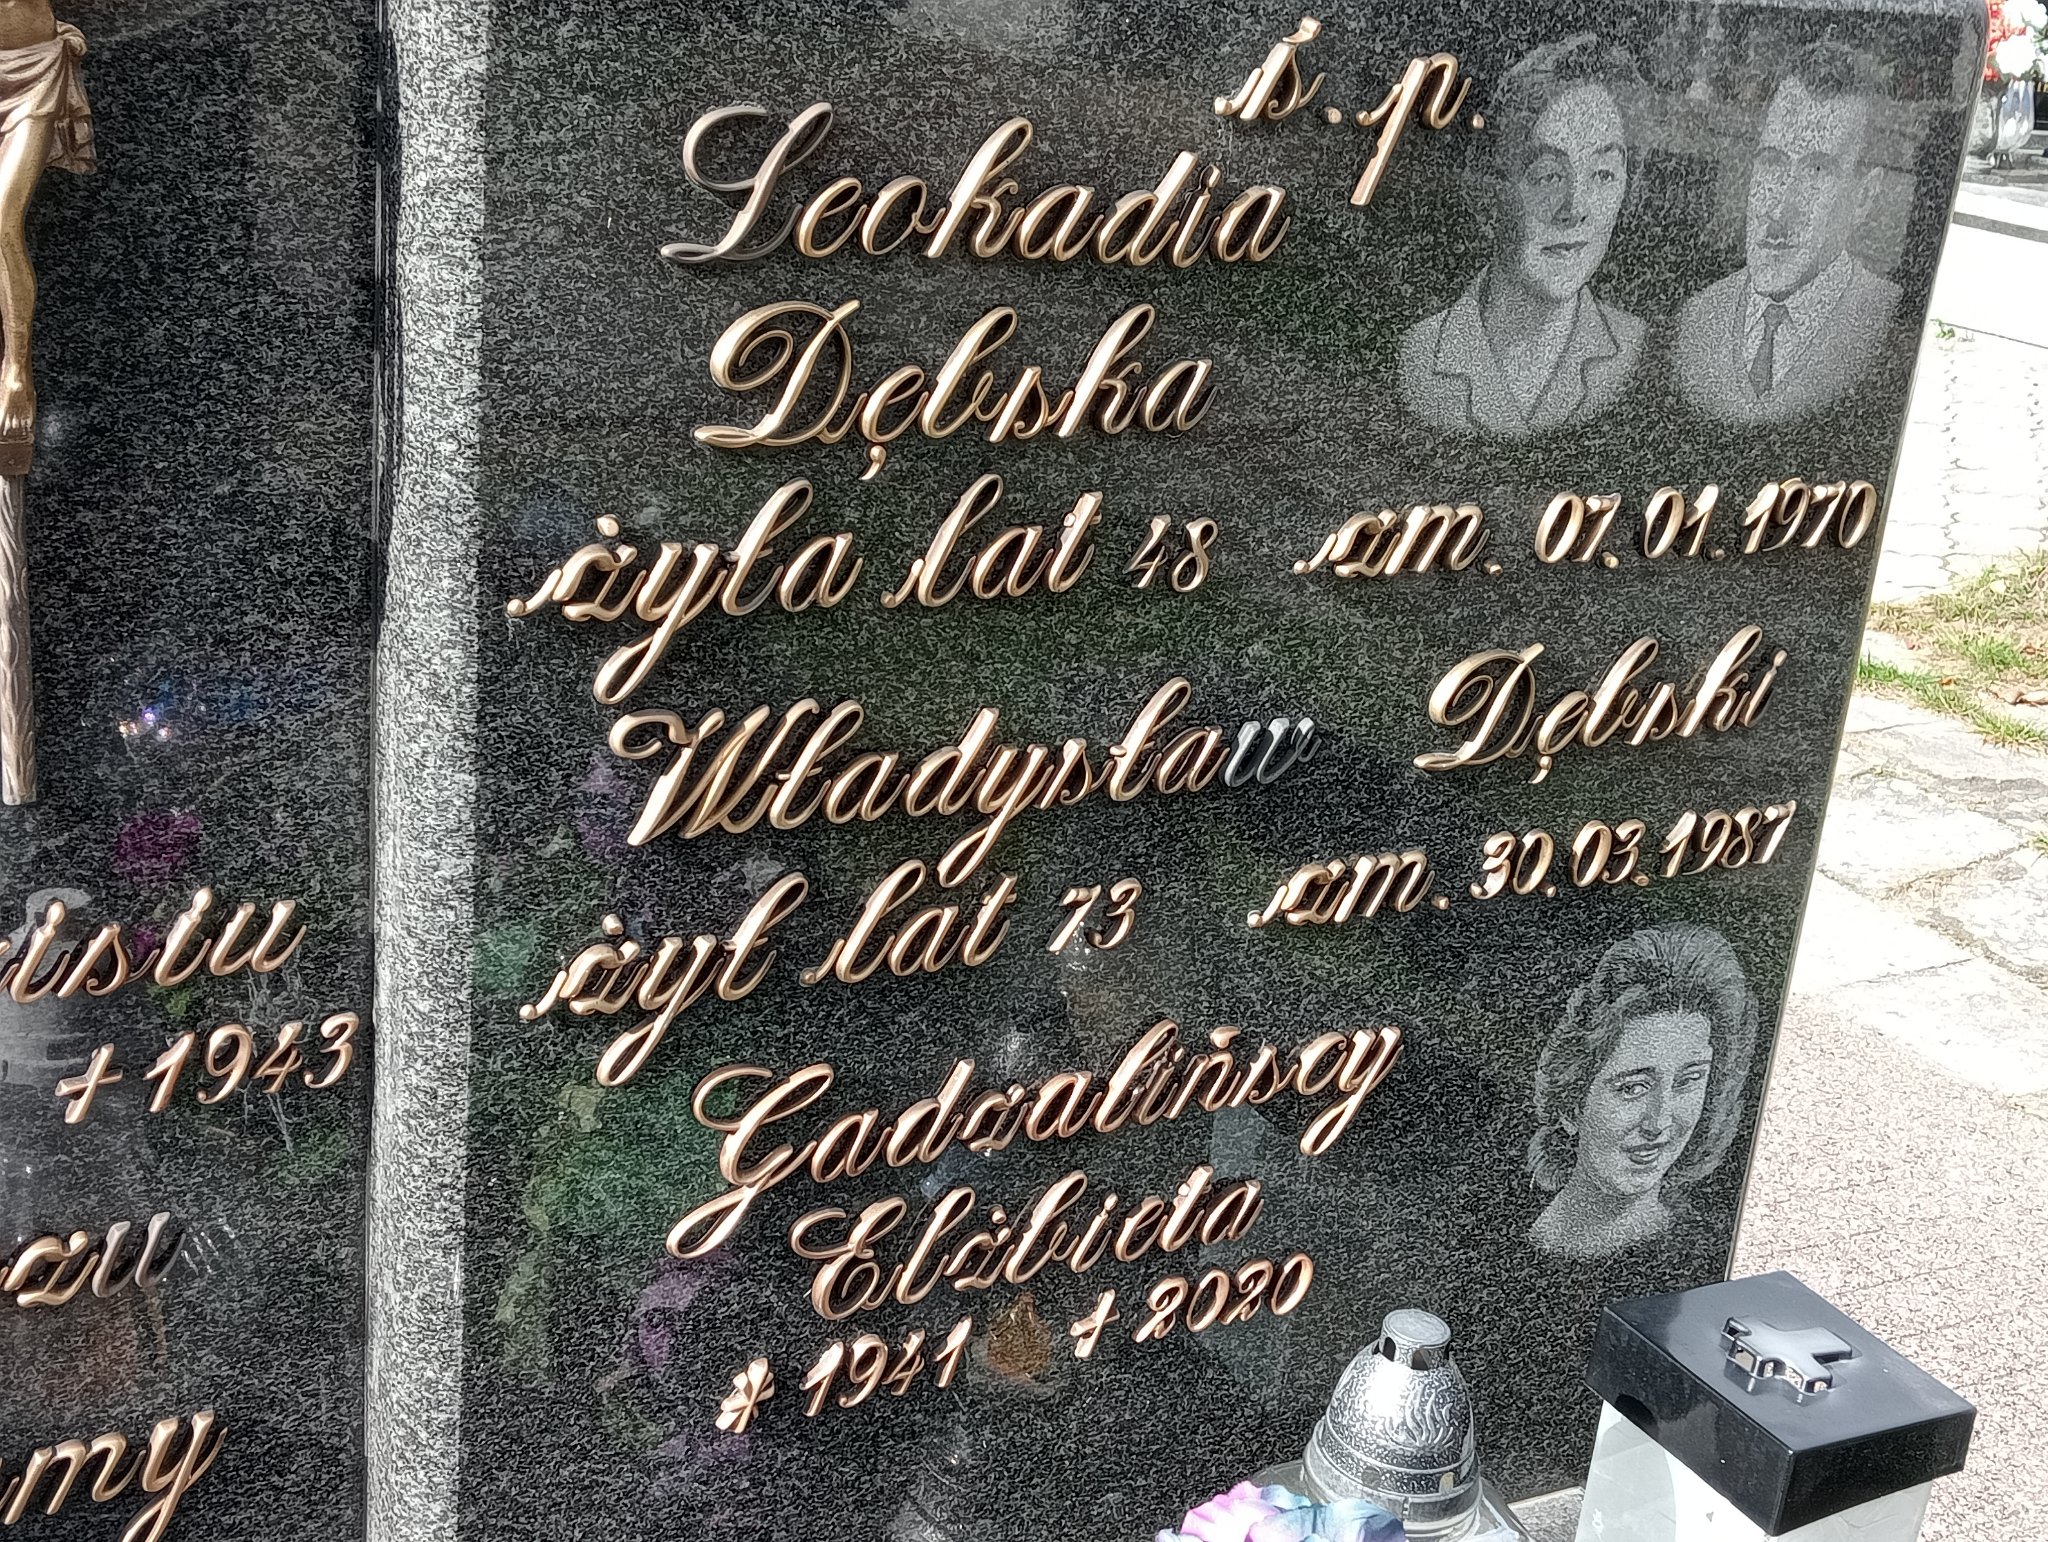 ś. p.
Leokadia
Dębska
żyła lat 48 zm. 07. 01. 1970
Władysław Dębski
żył lat 73 zm. 30. 03. 1987
Gadzalińscy
Elżbieta
* 1941 + 2020
+ 1943